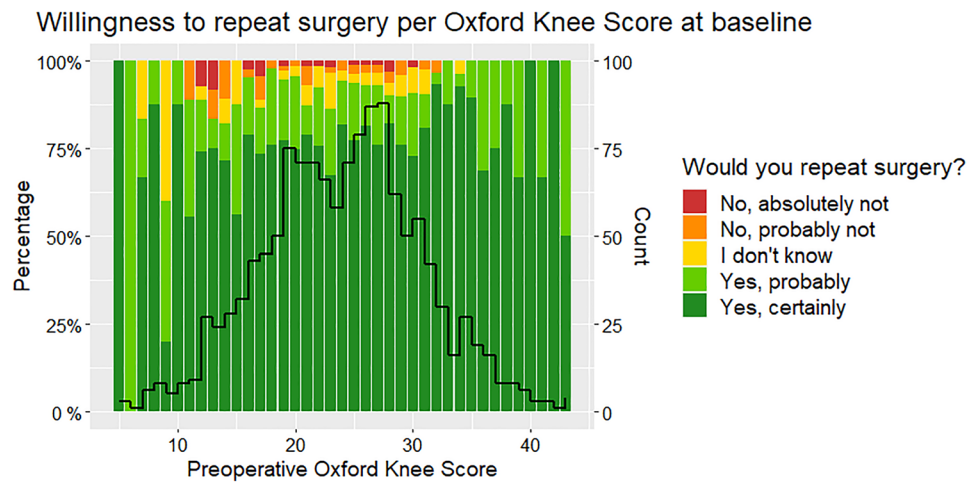 Willingness to repeat surgery per Oxford Knee Score at baseline
100%
75%
50%
25%
0 %
Percentage
100
75
50
25
0
Count
10
20
30
40
Preoperative Oxford Knee Score
Would you repeat surgery?
No, absolutely not
No, probably not
I don't know
Yes, probably
Yes, certainly